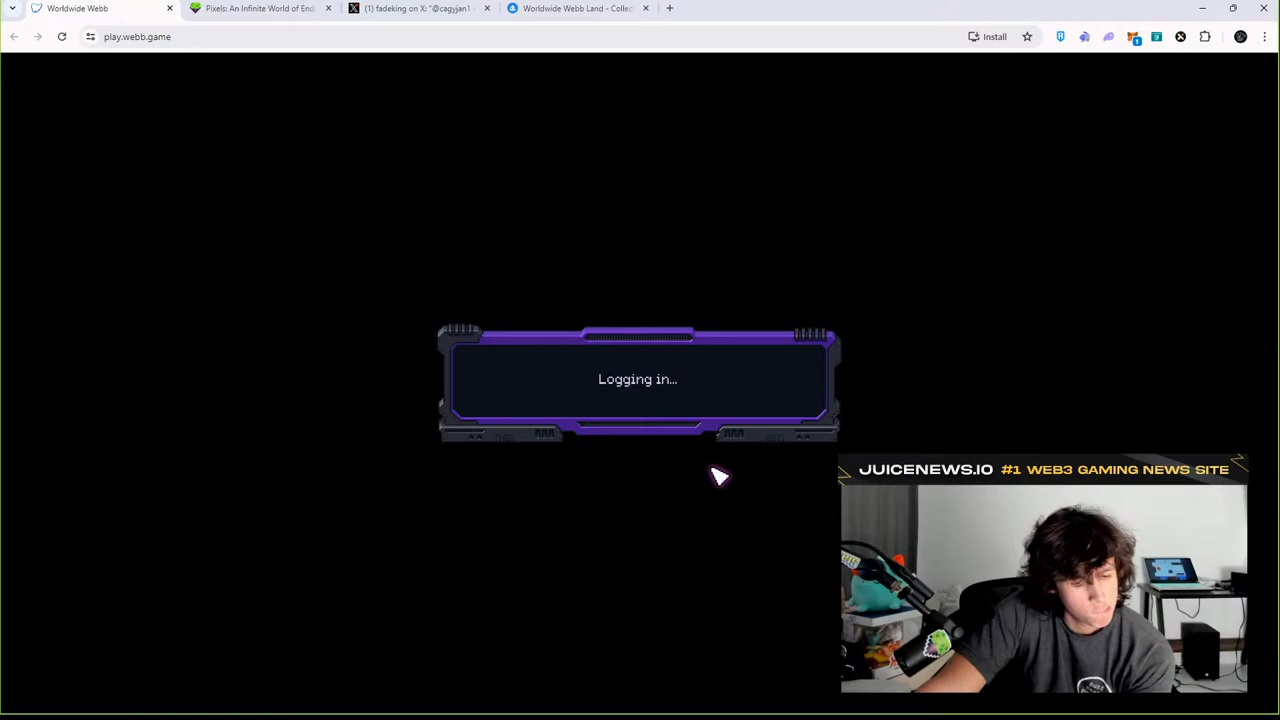 Worldwide Webb
Pixels: An Infinite World of End
(1) fadeking on X: "@cagyjan1
Worldwide Webb Land - Collec
play.webb.game
Install
Logging in...
JUICENEWS.IO #1 WEB3 GAMING NEWS SITE